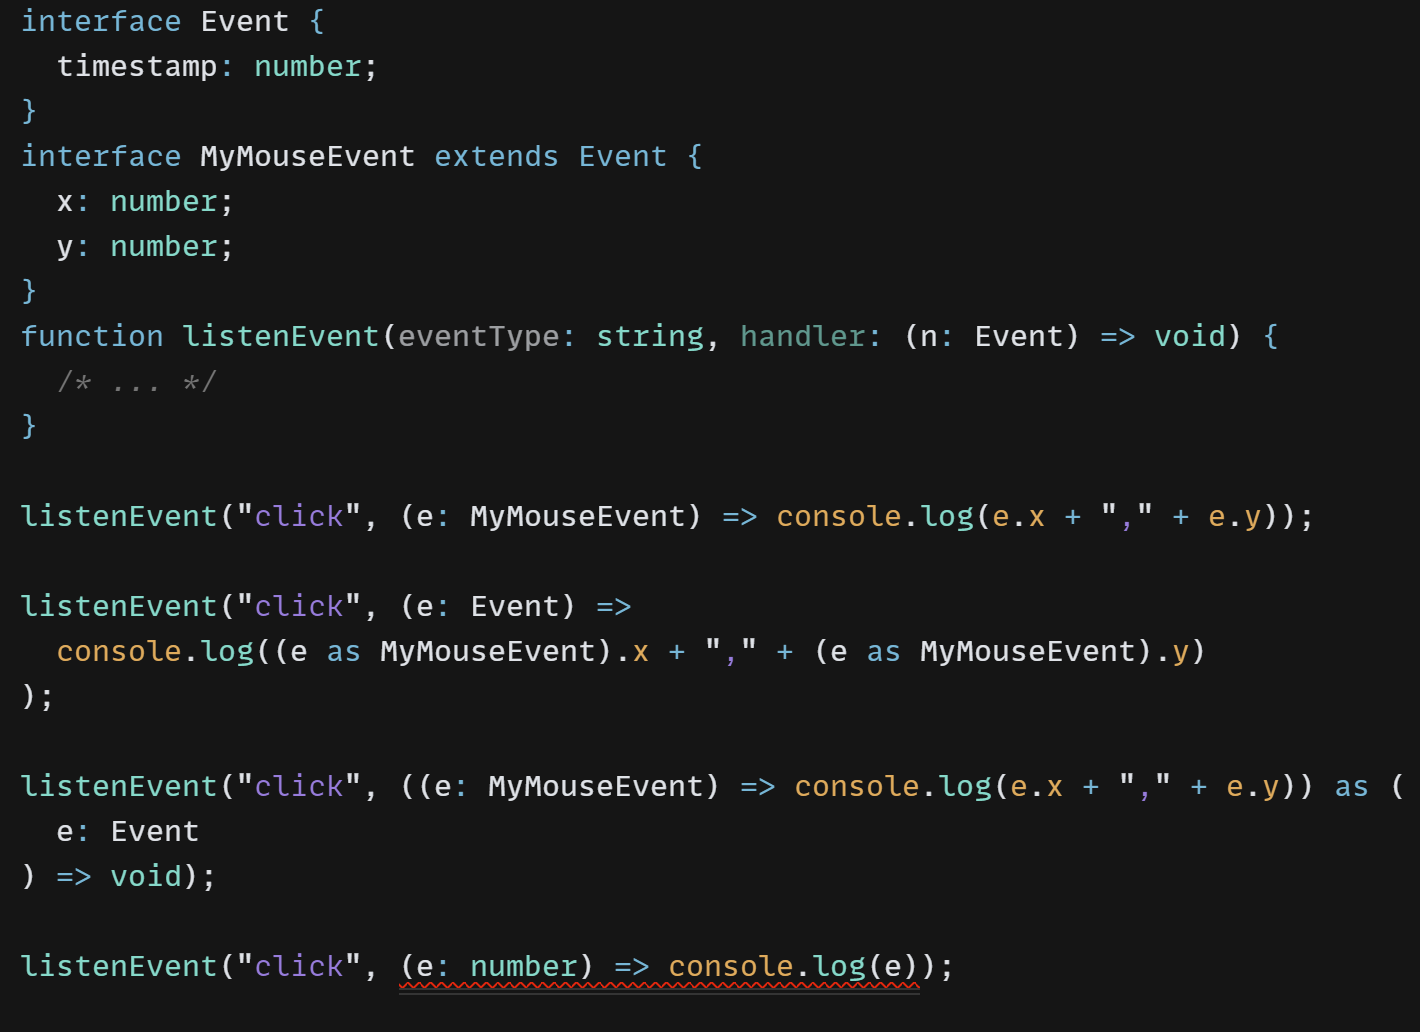 interface Event {
  timestamp: number;
}
interface MyMouseEvent extends Event {
  x: number;
  y: number;
}
function listenEvent(eventType: string, handler: (n: Event) => void) {
  /* ... */
}

listenEvent("click", (e: MyMouseEvent) => console.log(e.x + "," + e.y));

listenEvent("click", (e: Event) =>
  console.log((e as MyMouseEvent).x + "," + (e as MyMouseEvent).y)
);

listenEvent("click", ((e: MyMouseEvent) => console.log(e.x + "," + e.y)) as (
  e: Event
) => void);

listenEvent("click", (e: number) => console.log(e));